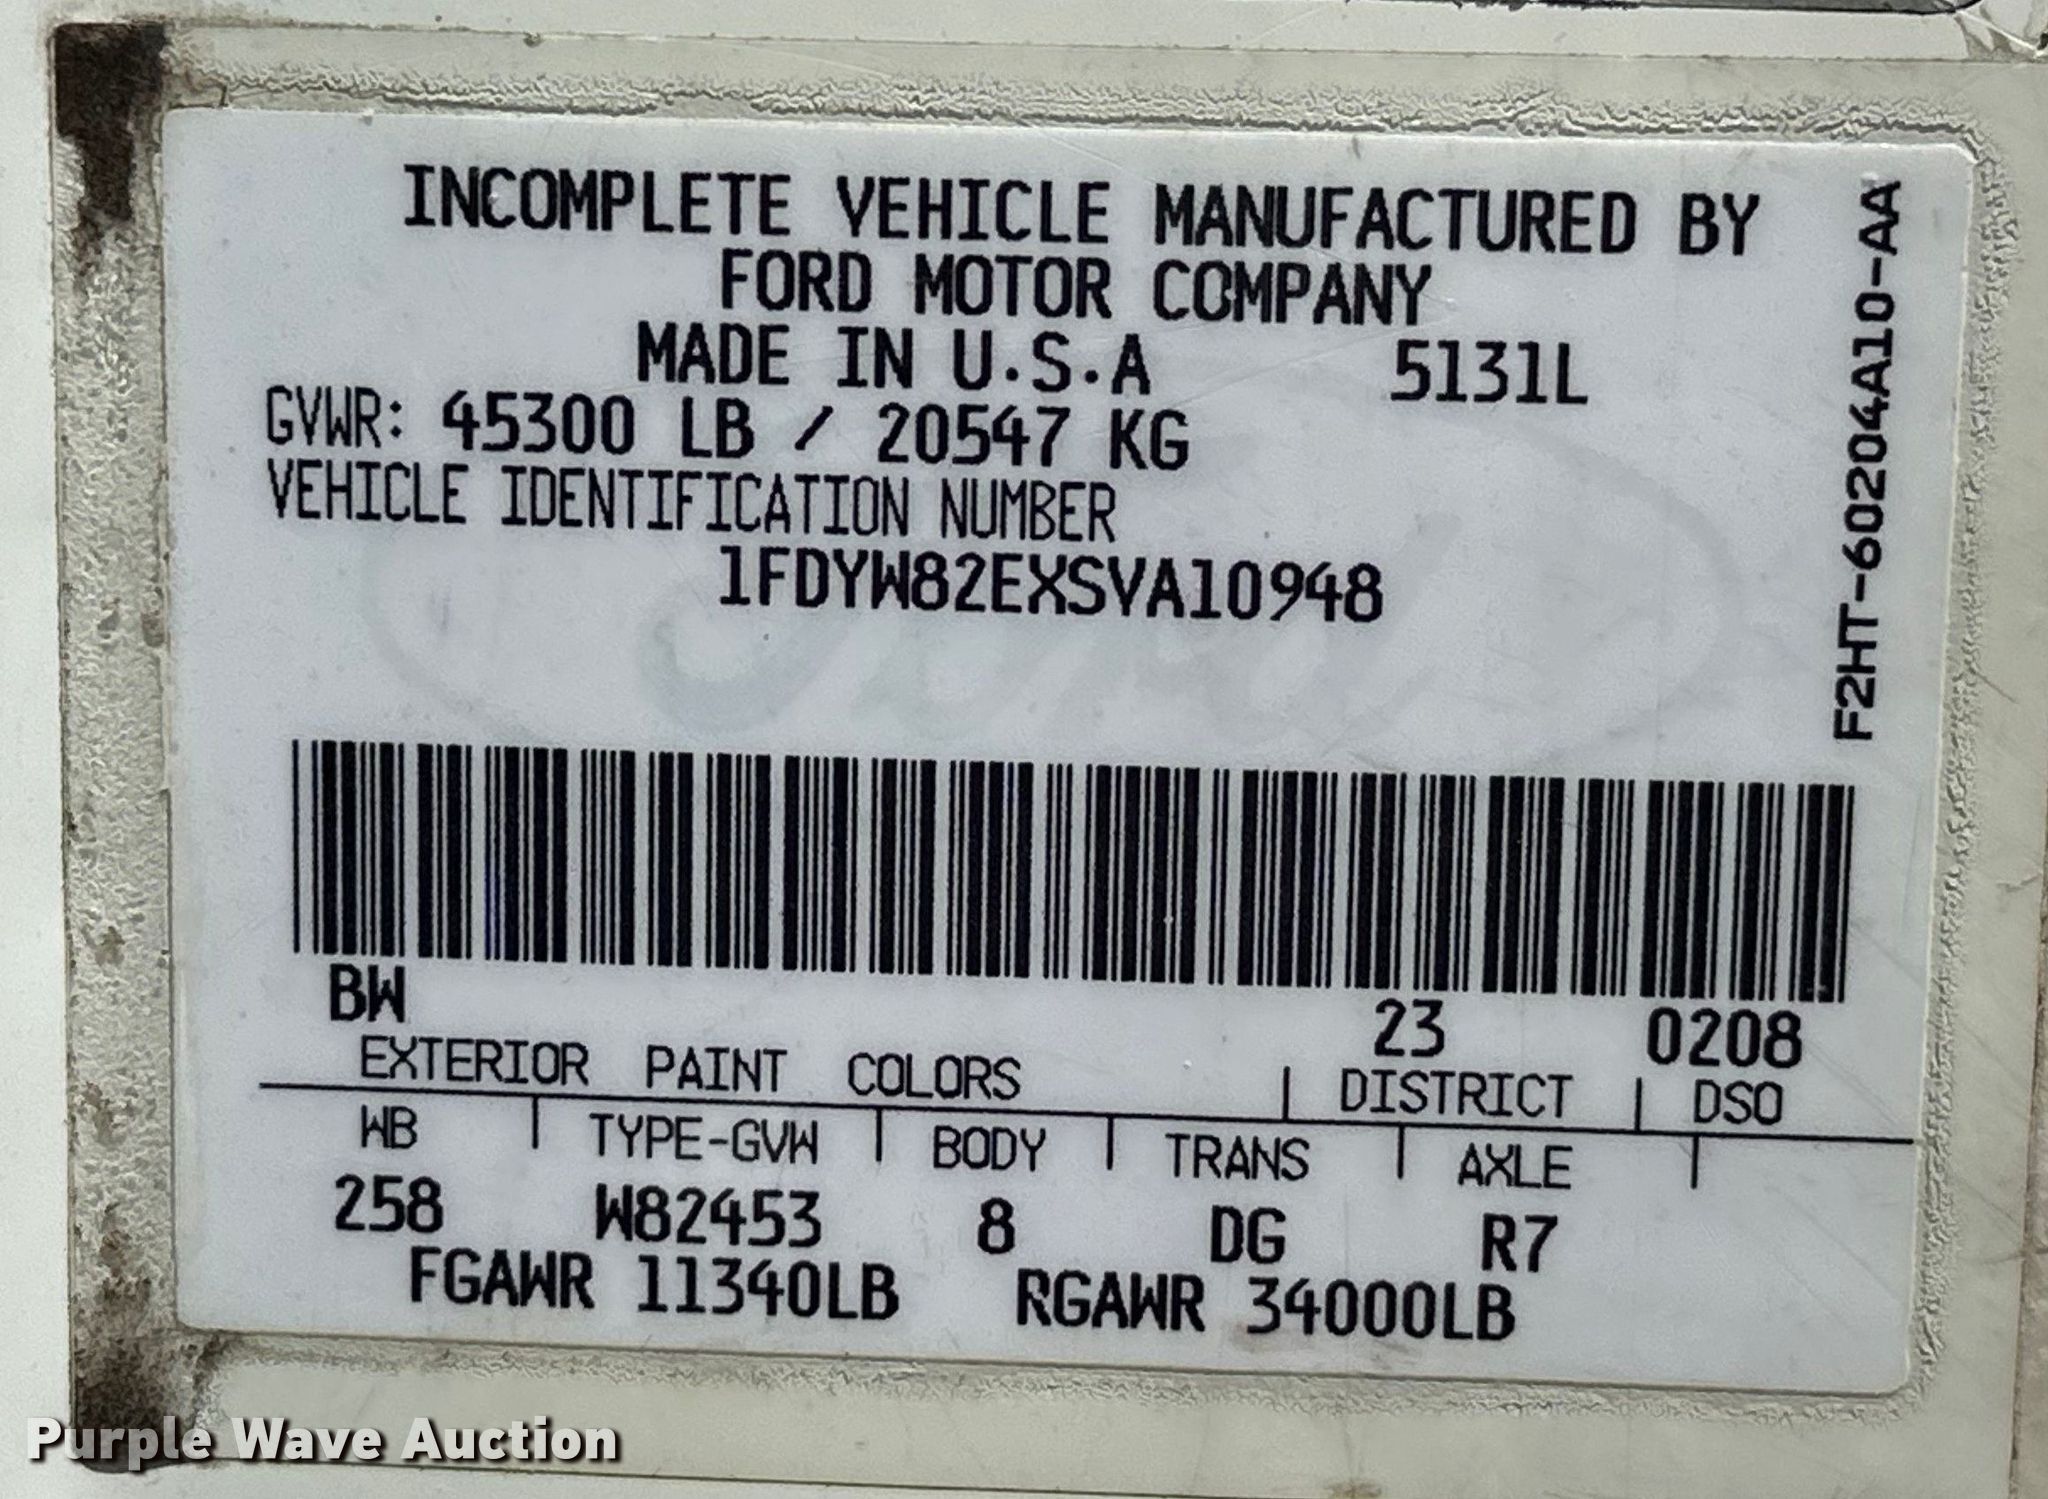 INCOMPLETE VEHICLE MANUFACTURED BY
FORD MOTOR COMPANY
MADE IN U.S.A 5131L
GVWR: 45300 LB / 20547 KG
VEHICLE IDENTIFICATION NUMBER
1FDYW82EXSVA10948
F2HT-60204A10-AA
Ford
BW 23 0208
EXTERIOR PAINT COLORS | DISTRICT | DSO
WB | TYPE-GVW | BODY | TRANS | AXLE |
258 W82453 8 DG R7
FGAWR 11340LB RGAWR 34000LB
Purple Wave Auction